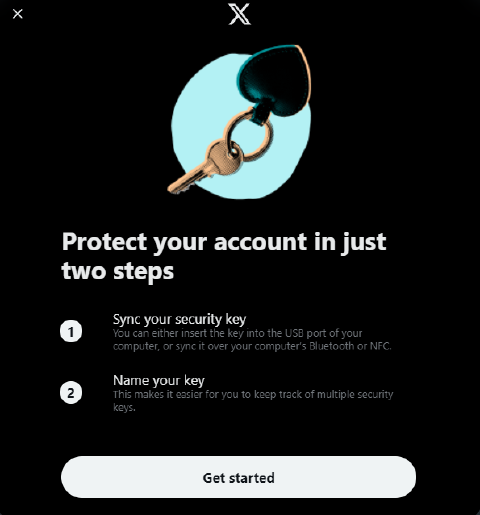 Protect your account in just
two steps
1
Sync your security key
You can either insert the key into the USB port of your
computer, or sync it over your computer's Bluetooth or NFC.
2
Name your key
This makes it easier for you to keep track of multiple security
keys.
Get started